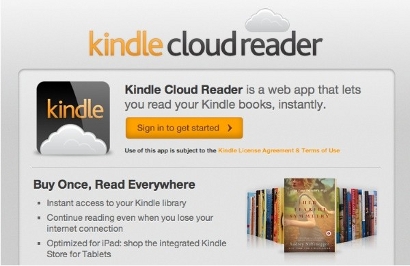 kindle cloud reader
kindle
Kindle Cloud Reader is a web app that lets
you read your Kindle books, instantly.
Sign in to get started >
Use of this app is subject to the Kindle License Agreement & Terms of Use
Buy Once, Read Everywhere
Instant access to your Kindle library
Continue reading even when you lose your
internet connection
Optimized for iPad: shop the integrated Kindle
Store for Tablets
HER
FEARFUL
SYMMETRY